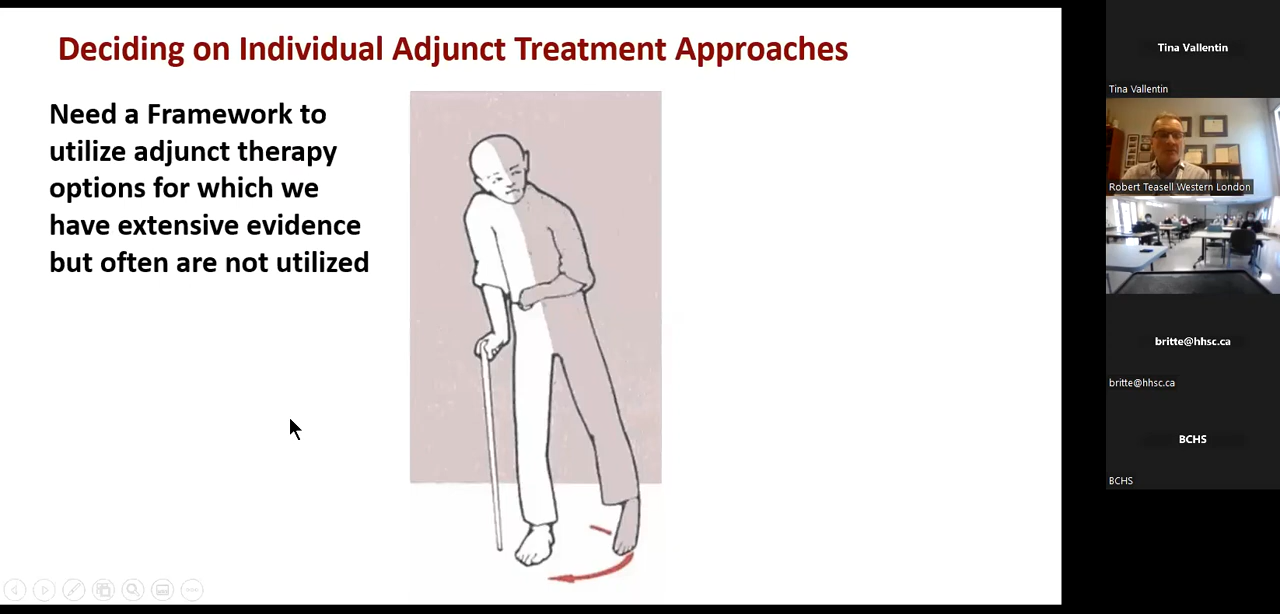 Deciding on Individual Adjunct Treatment Approaches
Need a Framework to
utilize adjunct therapy
options for which we
have extensive evidence
but often are not utilized
Tina Vallentin
Tina Vallentin
Robert Teasell Western London
britte@hhsc.ca
britte@hhsc.ca
BCHS
BCHS